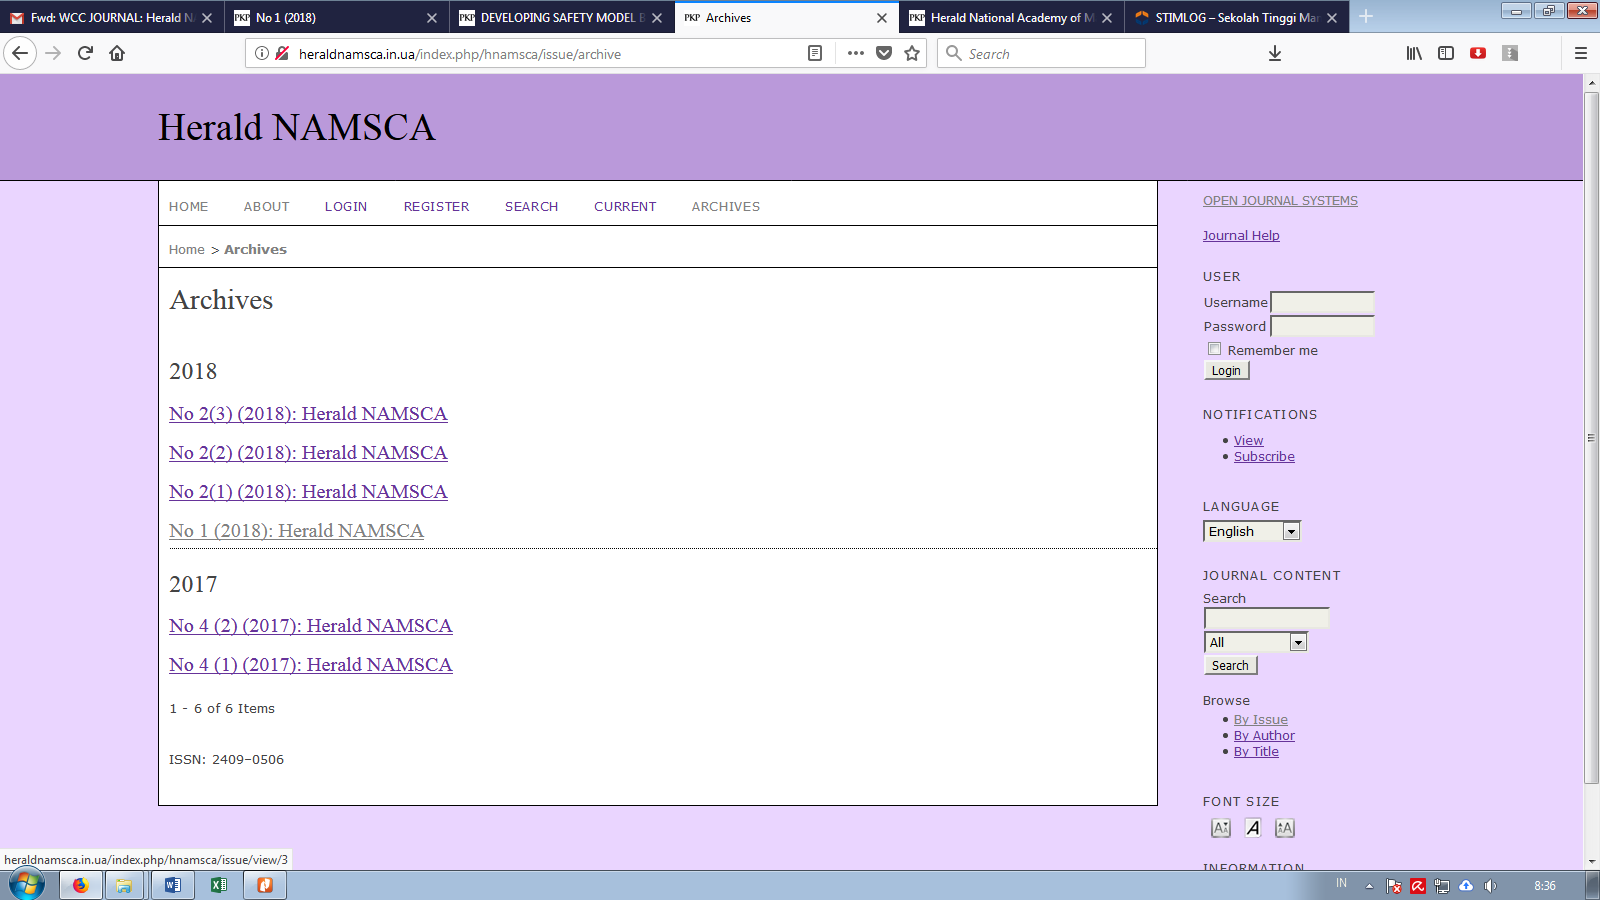 Fwd: WCC JOURNAL: Herald N
No 1 (2018)
DEVELOPING SAFETY MODEL B
Archives
Herald National Academy of M
STIMLOG – Sekolah Tinggi Mar
heraldnamsca.in.ua/index.php/hnamsca/issue/archive
Search
Herald NAMSCA
HOME ABOUT LOGIN REGISTER SEARCH CURRENT ARCHIVES
Home > Archives
Archives
2018
No 2(3) (2018): Herald NAMSCA
No 2(2) (2018): Herald NAMSCA
No 2(1) (2018): Herald NAMSCA
No 1 (2018): Herald NAMSCA
2017
No 4 (2) (2017): Herald NAMSCA
No 4 (1) (2017): Herald NAMSCA
1 - 6 of 6 Items
ISSN: 2409–0506
OPEN JOURNAL SYSTEMS
Journal Help
USER
Username
Password
Remember me
Login
NOTIFICATIONS
View
Subscribe
LANGUAGE
English
JOURNAL CONTENT
Search
All
Search
Browse
By Issue
By Author
By Title
FONT SIZE
INFORMATION
heraldnamsca.in.ua/index.php/hnamsca/issue/view/3
IN
8:36